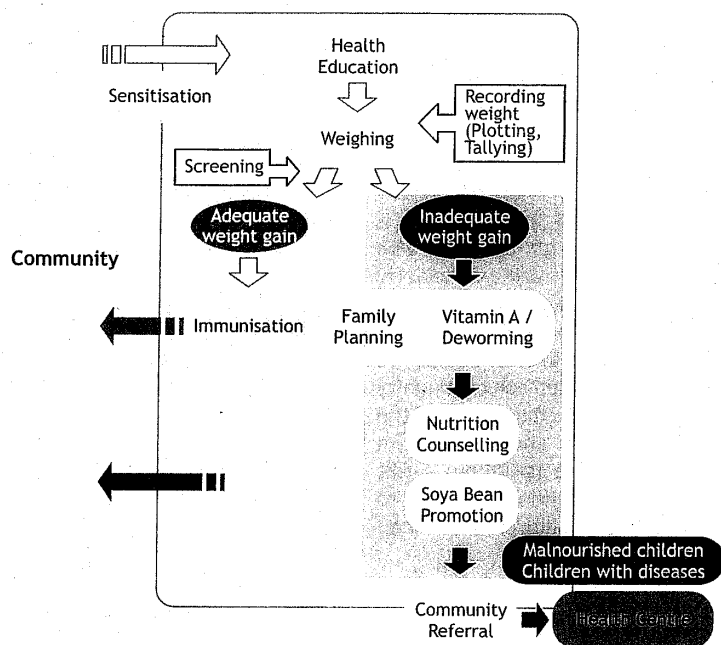 Health
Education
Sensitisation
Recording
weight
(Plotting,
Tallying)
Weighing
Screening
Adequate
weight gain
Inadequate
weight gain
Community
Immunisation
Family
Planning
Vitamin A /
Deworming
Nutrition
Counselling
Soya Bean
Promotion
Malnourished children
Children with diseases
Community
Referral
Health Centre